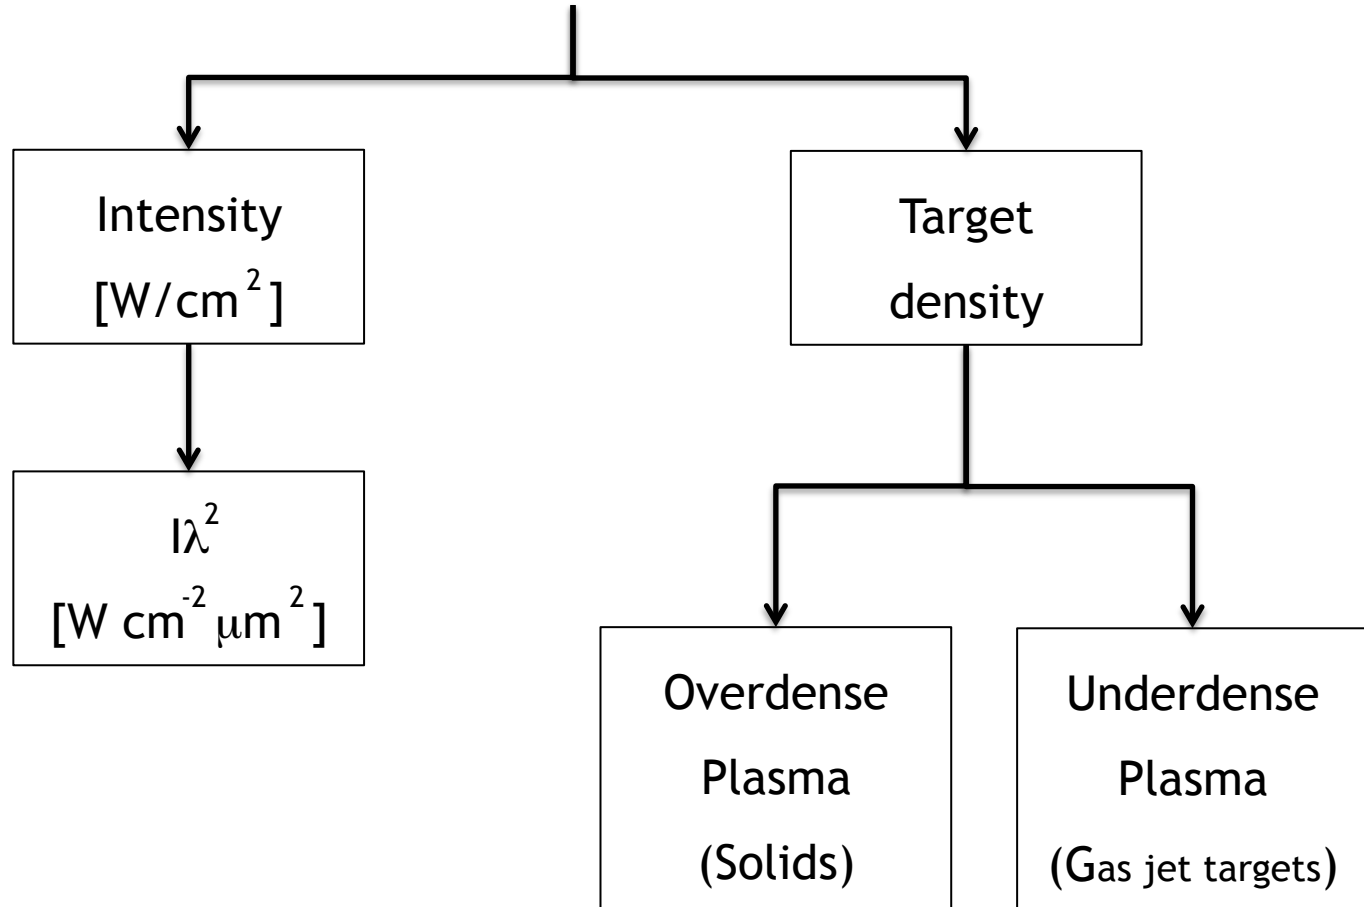 Intensity
[W/cm²]
Target
density
Iλ²
[W cm⁻² μm²]
Overdense
Plasma
(Solids)
Underdense
Plasma
(Gas jet targets)